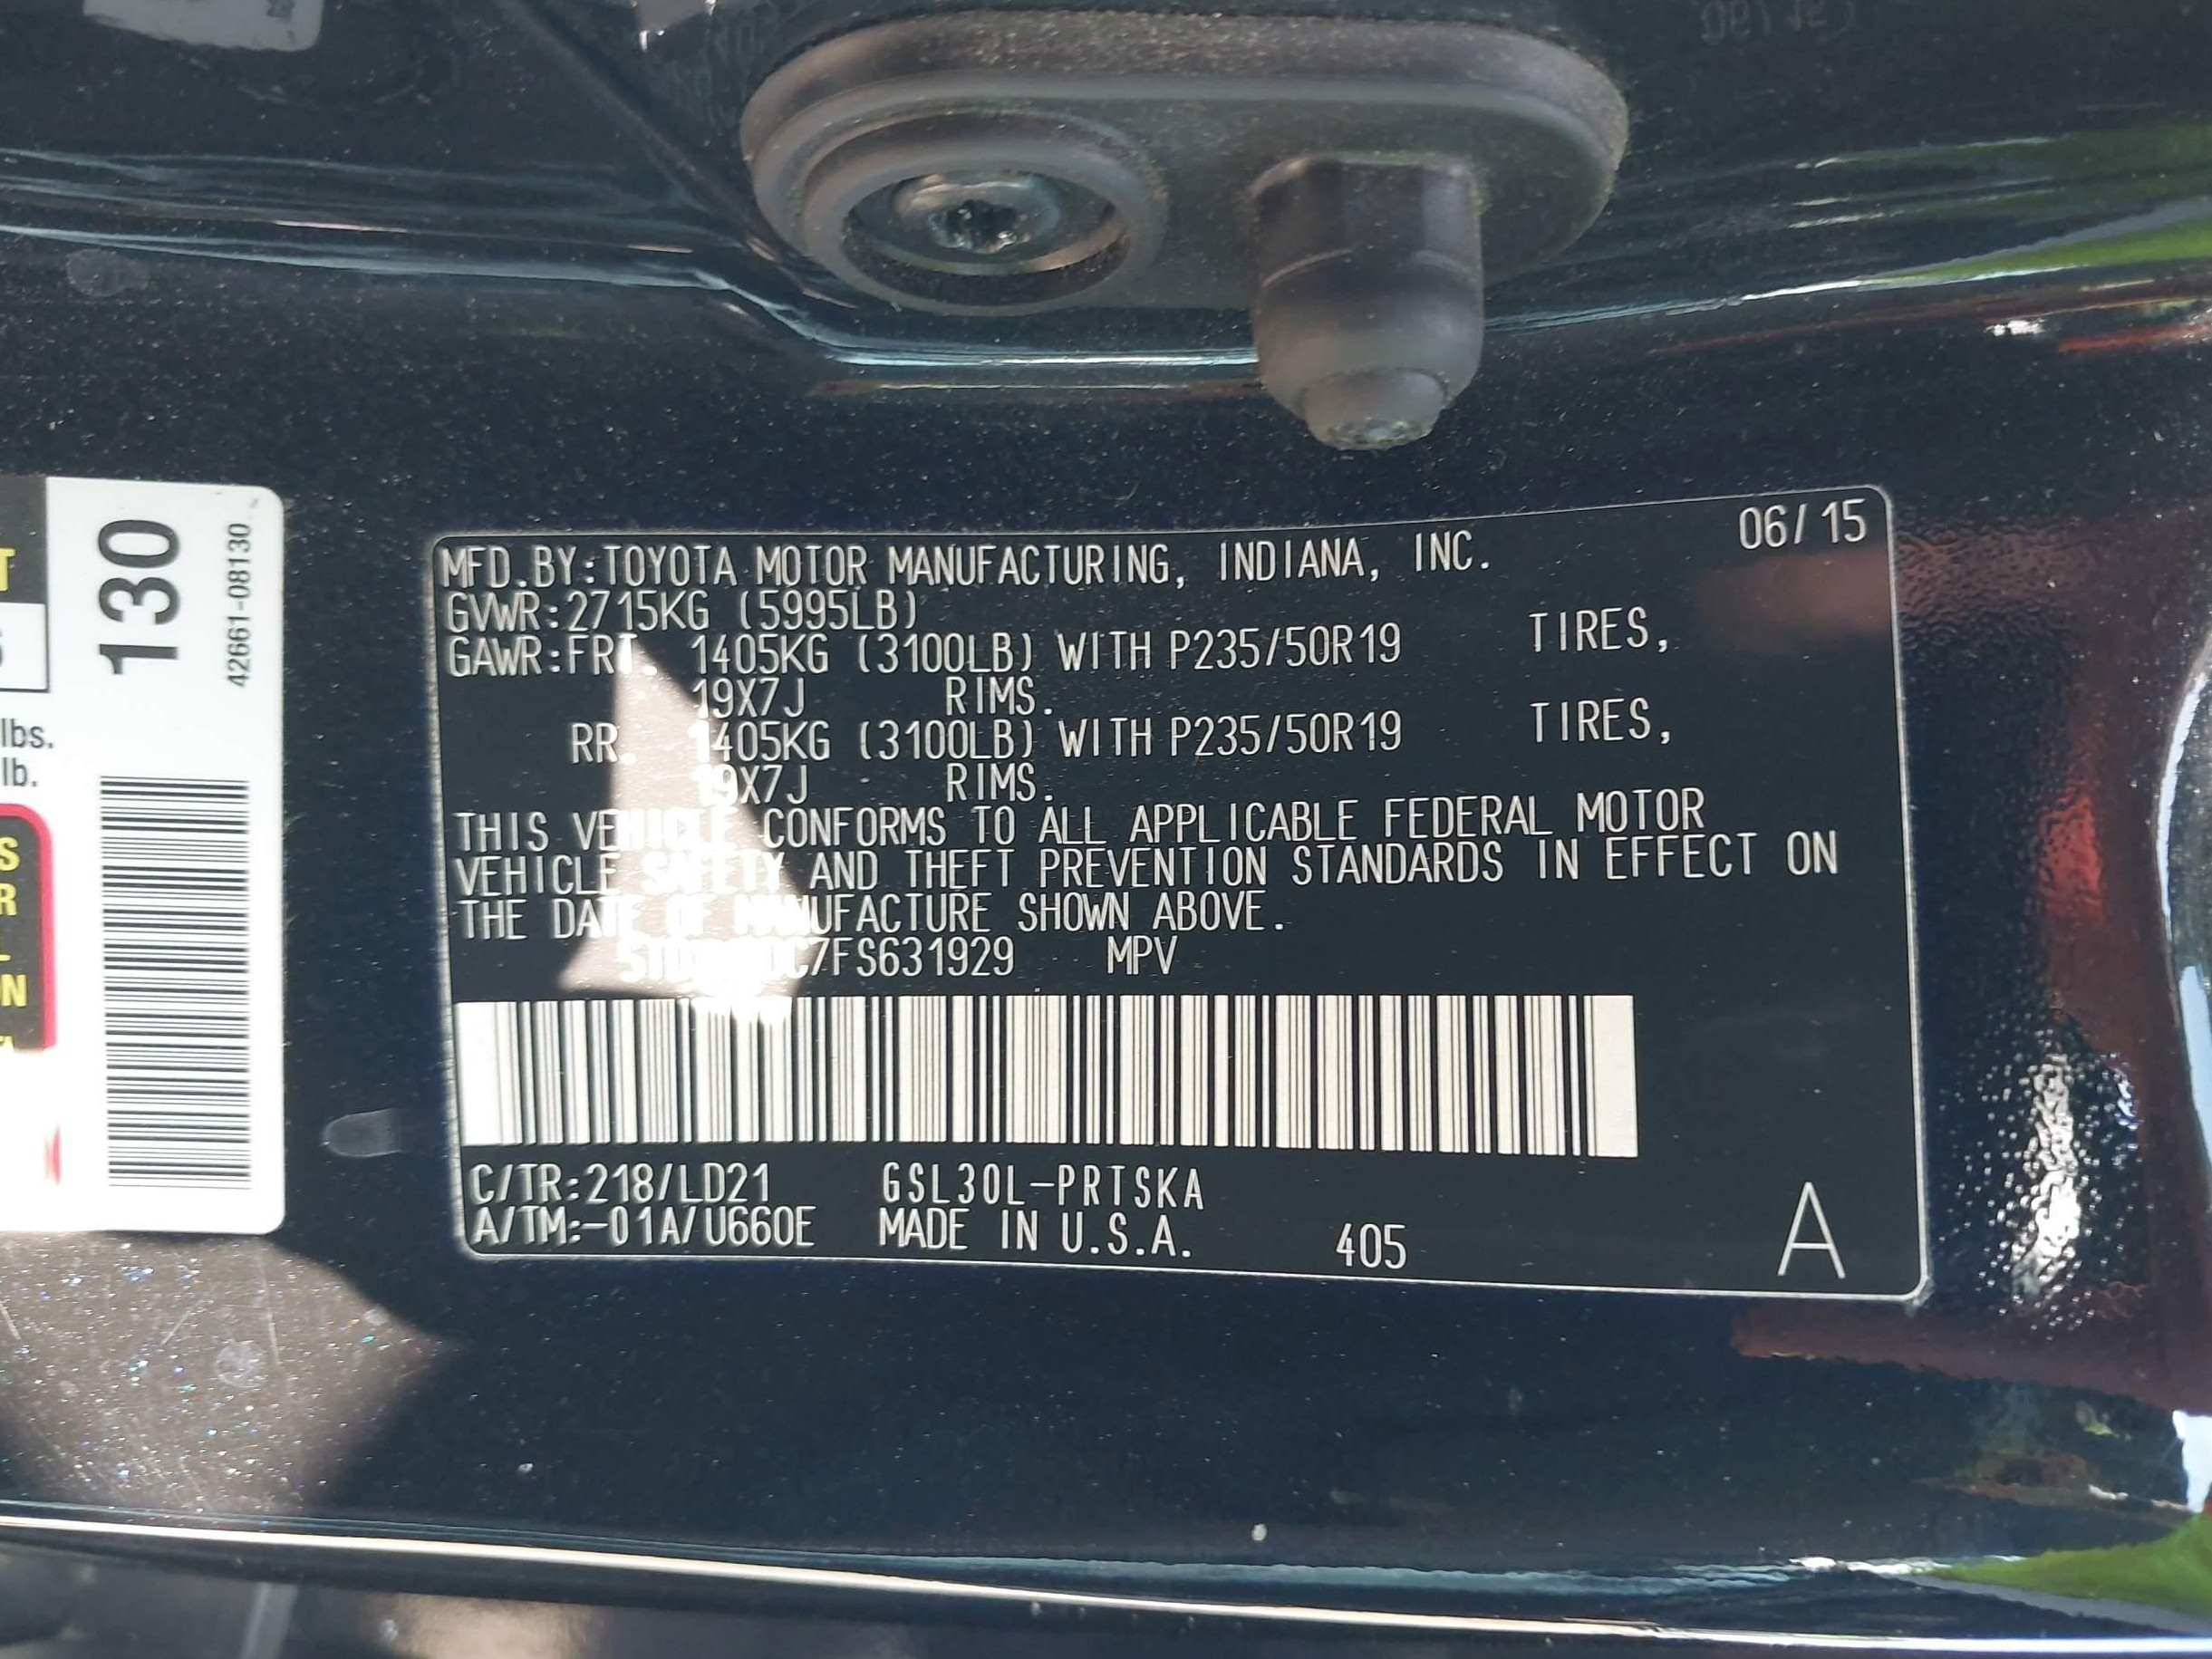 130
42661-08130
lbs.
lb.
06/15
MFD.BY:TOYOTA MOTOR MANUFACTURING, INDIANA, INC.
GVWR:2715KG (5995LB)
GAWR:FRT. 1405KG (3100LB) WITH P235/50R19 TIRES,
19X7J RIMS.
RR. 1405KG (3100LB) WITH P235/50R19 TIRES,
19X7J RIMS.
THIS VEHICLE CONFORMS TO ALL APPLICABLE FEDERAL MOTOR
VEHICLE SAFETY AND THEFT PREVENTION STANDARDS IN EFFECT ON
THE DATE OF MANUFACTURE SHOWN ABOVE.
MPV
C/TR:218/LD21 GSL30L-PRTSKA
A/TM:-01A/U660E MADE IN U.S.A. 405
A